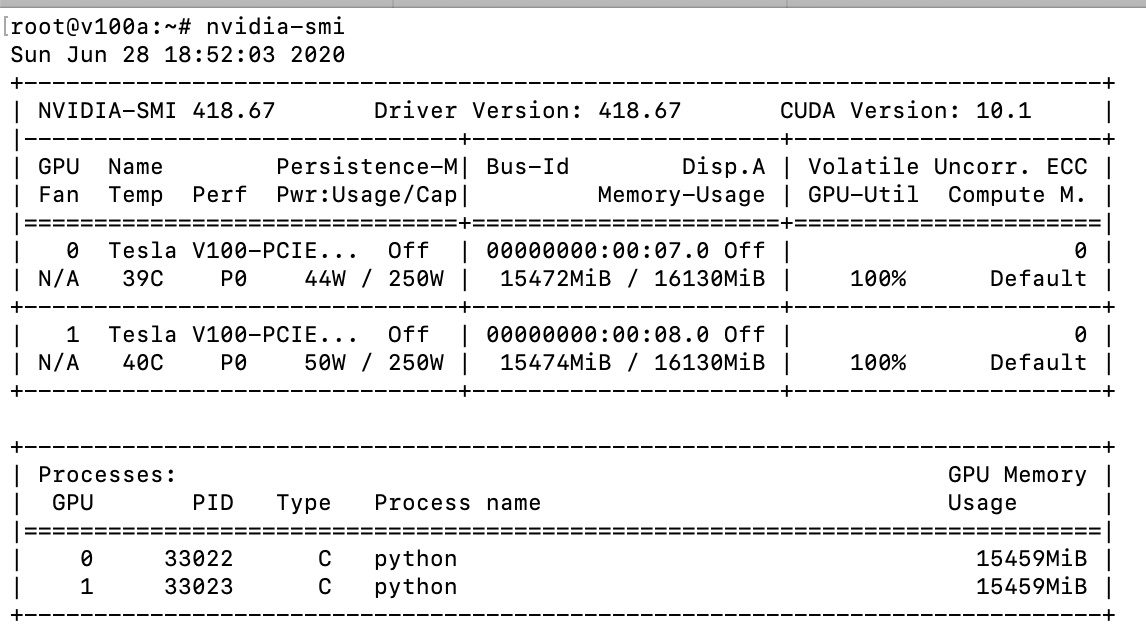 [root@v100a:~# nvidia-smi
Sun Jun 28 18:52:03 2020
+-----------------------------------------------------------------------------+
| NVIDIA-SMI 418.67       Driver Version: 418.67       CUDA Version: 10.1     |
|-------------------------------+----------------------+----------------------+
| GPU  Name        Persistence-M| Bus-Id        Disp.A | Volatile Uncorr. ECC |
| Fan  Temp  Perf  Pwr:Usage/Cap|         Memory-Usage | GPU-Util  Compute M. |
|===============================+======================+======================|
|   0  Tesla V100-PCIE...  Off  | 00000000:00:07.0 Off |                    0 |
| N/A   39C    P0    44W / 250W |  15472MiB / 16130MiB |    100%      Default |
+-------------------------------+----------------------+----------------------+
|   1  Tesla V100-PCIE...  Off  | 00000000:00:08.0 Off |                    0 |
| N/A   40C    P0    50W / 250W |  15474MiB / 16130MiB |    100%      Default |
+-------------------------------+----------------------+----------------------+
+-----------------------------------------------------------------------------+
| Processes:                                                       GPU Memory |
|  GPU       PID   Type   Process name                             Usage      |
|=============================================================================|
|    0     33022      C   python                                     15459MiB |
|    1     33023      C   python                                     15459MiB |
+-----------------------------------------------------------------------------+